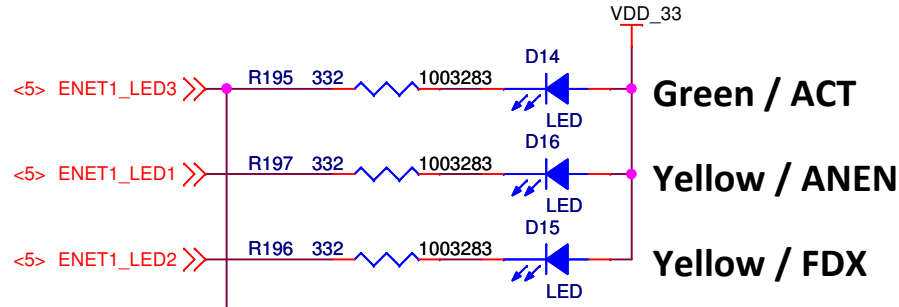 VDD_33
D14
<5> ENET1_LED3 R195 332 1003283 Green / ACT
LED
D16
<5> ENET1_LED1 R197 332 1003283 Yellow / ANEN
LED
D15
<5> ENET1_LED2 R196 332 1003283 Yellow / FDX
LED